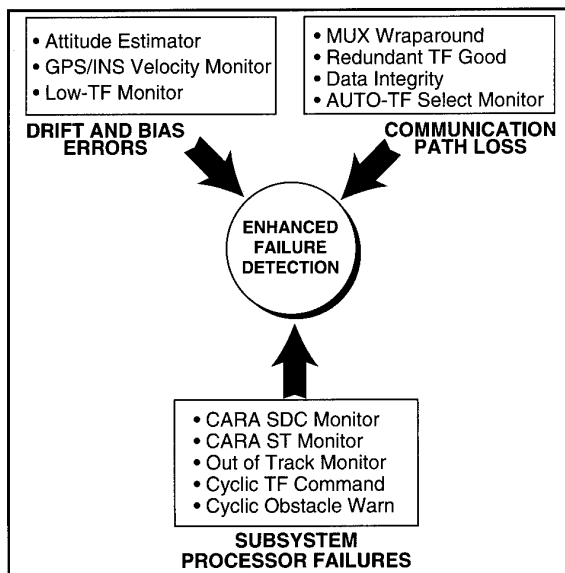 • Attitude Estimator
• GPS/INS Velocity Monitor
• Low-TF Monitor
DRIFT AND BIAS
ERRORS
• MUX Wraparound
• Redundant TF Good
• Data Integrity
• AUTO-TF Select Monitor
COMMUNICATION
PATH LOSS
ENHANCED
FAILURE
DETECTION
• CARA SDC Monitor
• CARA ST Monitor
• Out of Track Monitor
• Cyclic TF Command
• Cyclic Obstacle Warn
SUBSYSTEM
PROCESSOR FAILURES